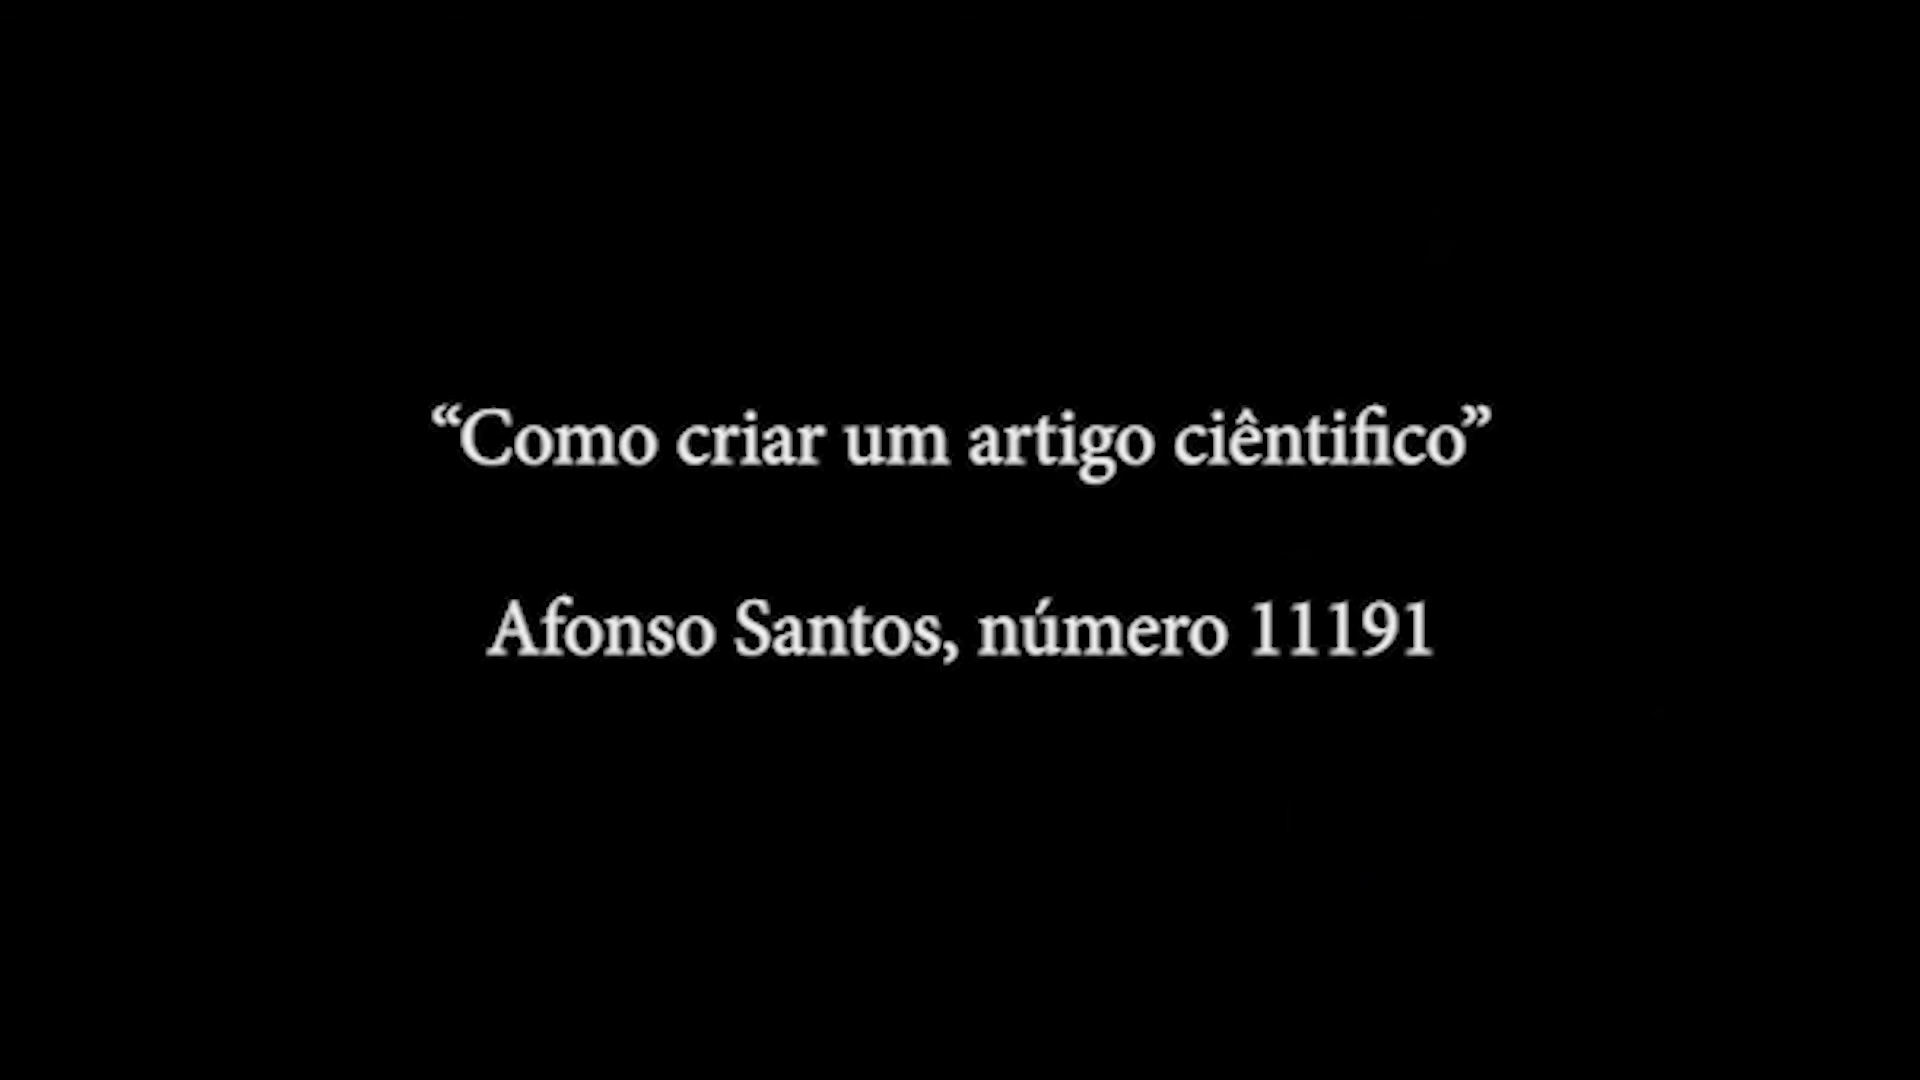 “Como criar um artigo ciêntifico”
Afonso Santos, número 11191